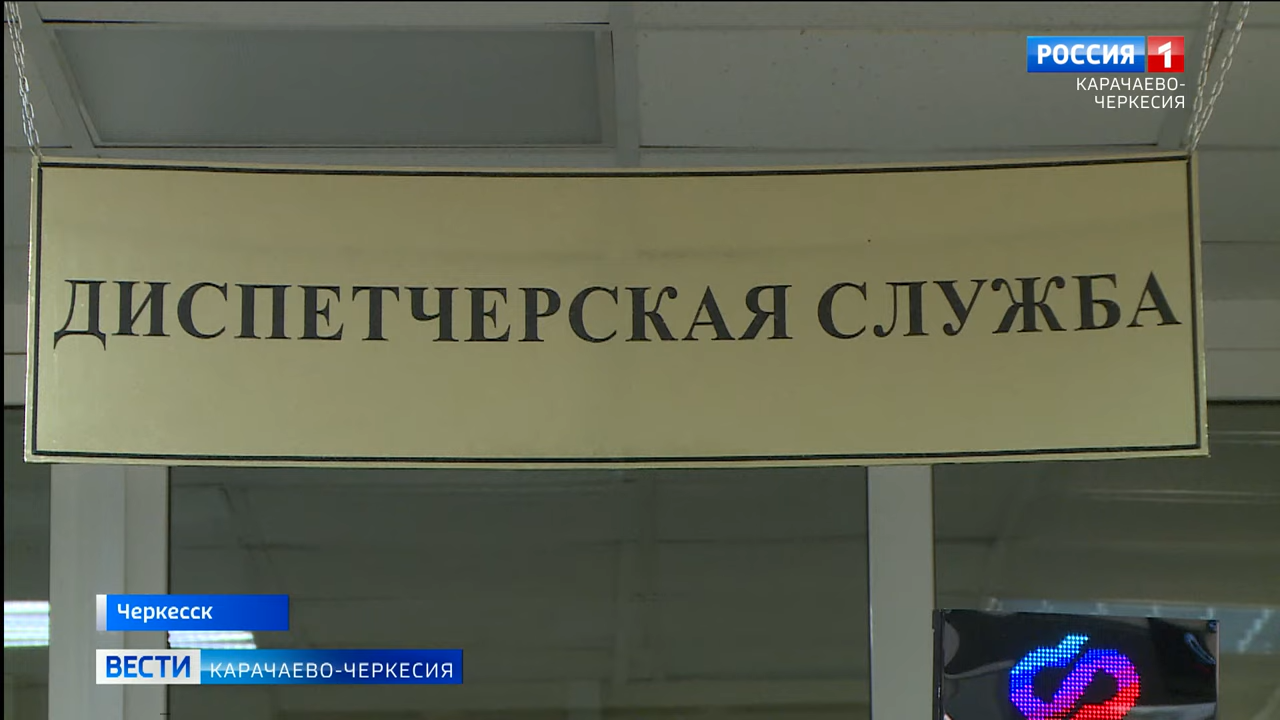 РОССИЯ 1
КАРАЧАЕВО-
ЧЕРКЕСИЯ
ДИСПЕТЧЕРСКАЯ СЛУЖБА
Черкесск
ВЕСТИ КАРАЧАЕВО-ЧЕРКЕСИЯ